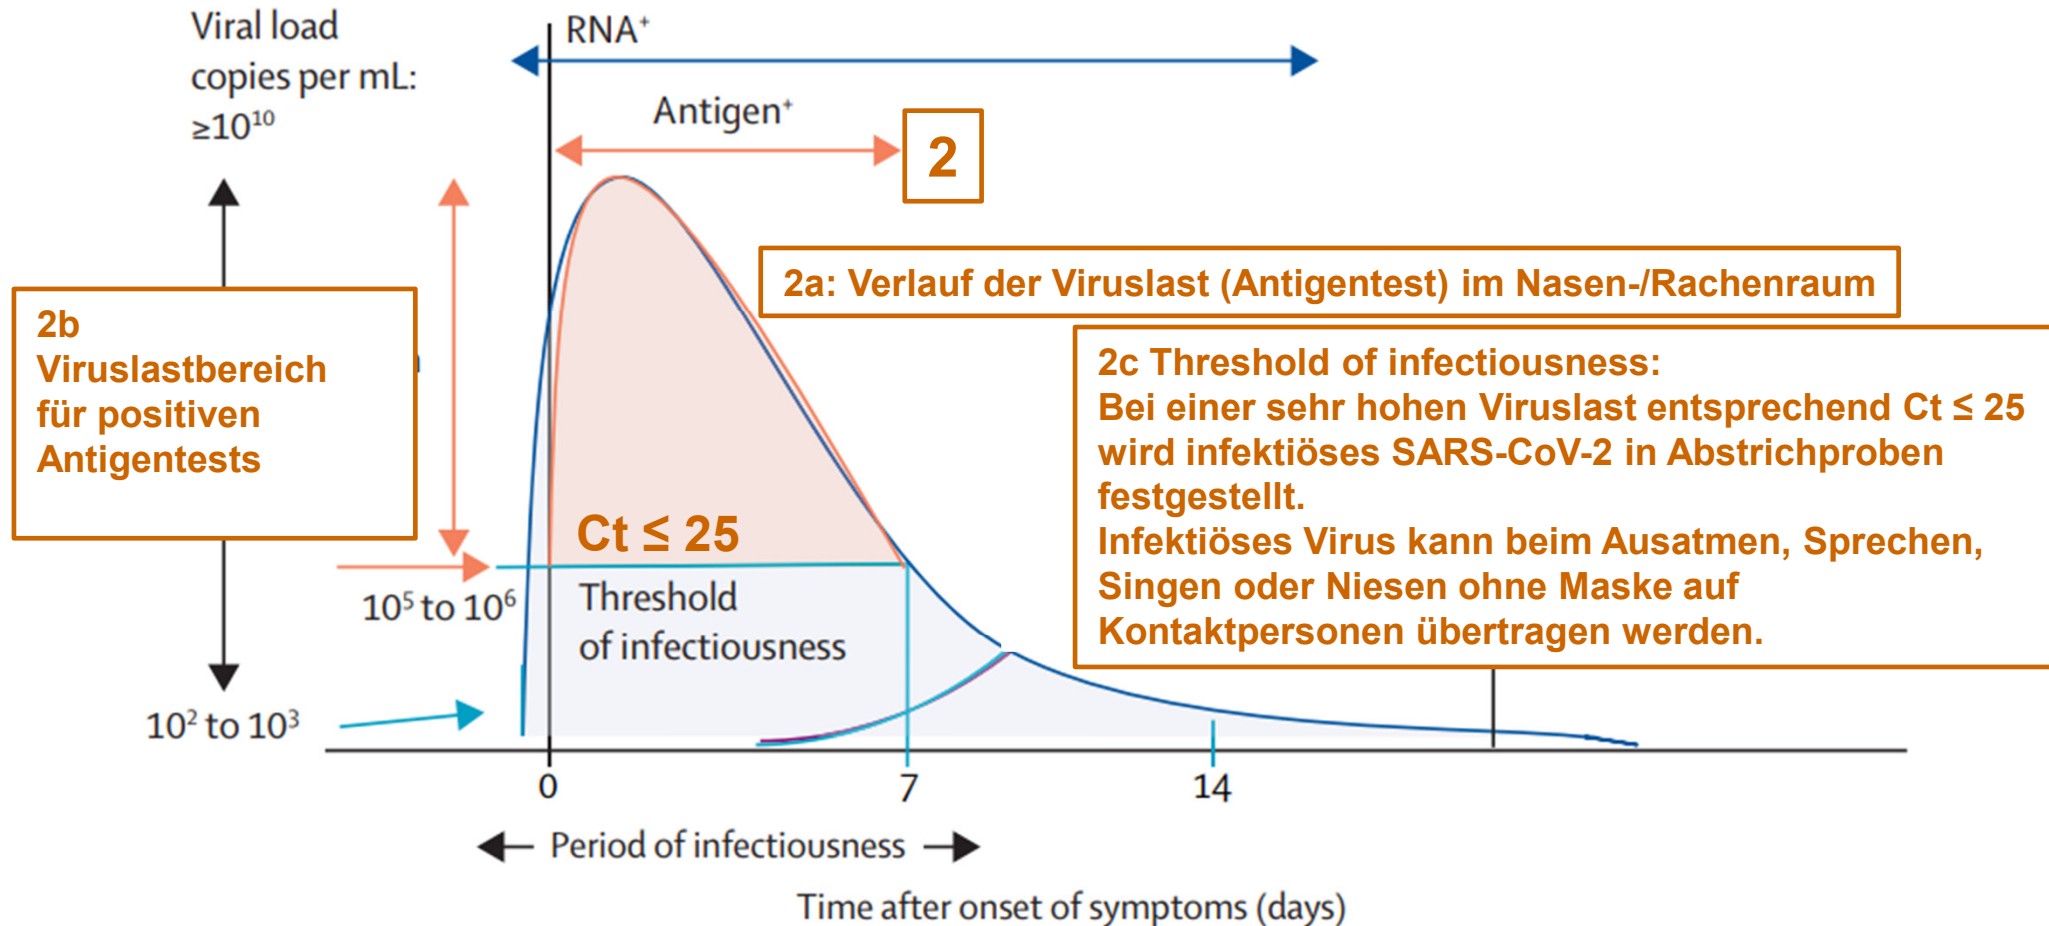 Viral load
copies per mL:
≥10¹⁰
RNA⁺
Antigen⁺
2
2a: Verlauf der Viruslast (Antigentest) im Nasen-/Rachenraum
2b
Viruslastbereich
für positiven
Antigentests
2c Threshold of infectiousness:
Bei einer sehr hohen Viruslast entsprechend Ct ≤ 25
wird infektiöses SARS-CoV-2 in Abstrichproben
festgestellt.
Infektiöses Virus kann beim Ausatmen, Sprechen,
Singen oder Niesen ohne Maske auf
Kontaktpersonen übertragen werden.
Ct ≤ 25
10⁵ to 10⁶
Threshold
of infectiousness
10² to 10³
0
7
14
Period of infectiousness
Time after onset of symptoms (days)